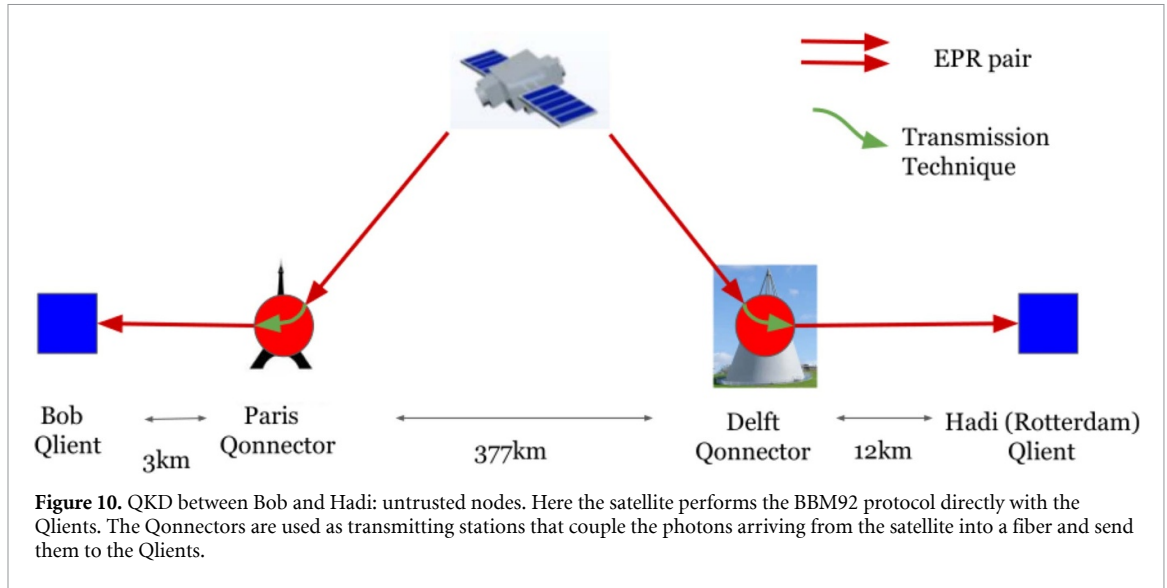 EPR pair
Transmission
Technique
Bob
Qlient
3km
Paris
Qonnector
377km
Delft
Qonnector
12km
Hadi (Rotterdam)
Qlient
Figure 10. QKD between Bob and Hadi: untrusted nodes. Here the satellite performs the BBM92 protocol directly with the
Qlients. The Qonnectors are used as transmitting stations that couple the photons arriving from the satellite into a fiber and send
them to the Qlients.